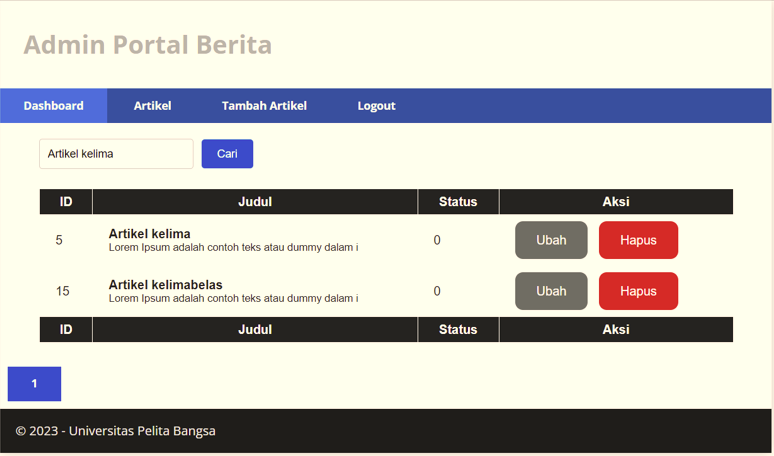 Admin Portal Berita
Dashboard Artikel Tambah Artikel Logout
Artikel kelima Cari
ID Judul Status Aksi
5 Artikel kelima 0 Ubah Hapus
Lorem Ipsum adalah contoh teks atau dummy dalam i
15 Artikel kelimabelas 0 Ubah Hapus
Lorem Ipsum adalah contoh teks atau dummy dalam i
ID Judul Status Aksi
1
© 2023 - Universitas Pelita Bangsa